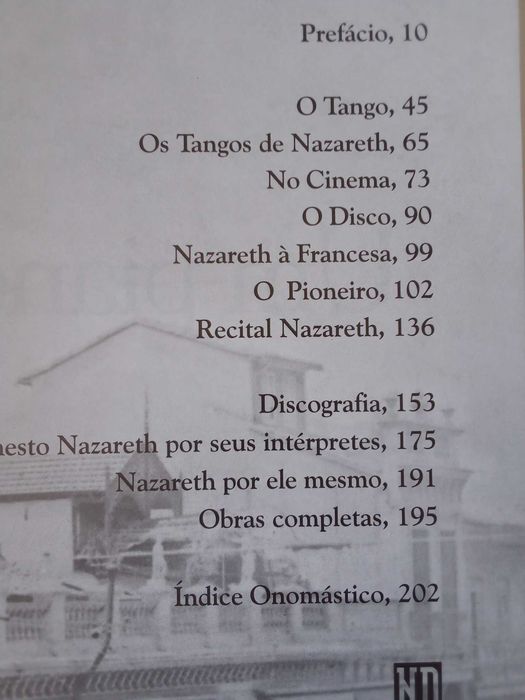 Prefácio, 10
O Tango, 45
Os Tangos de Nazareth, 65
No Cinema, 73
O Disco, 90
Nazareth à Francesa, 99
O Pioneiro, 102
Recital Nazareth, 136
Discografia, 153
nesto Nazareth por seus intérpretes, 175
Nazareth por ele mesmo, 191
Obras completas, 195
Índice Onomástico, 202